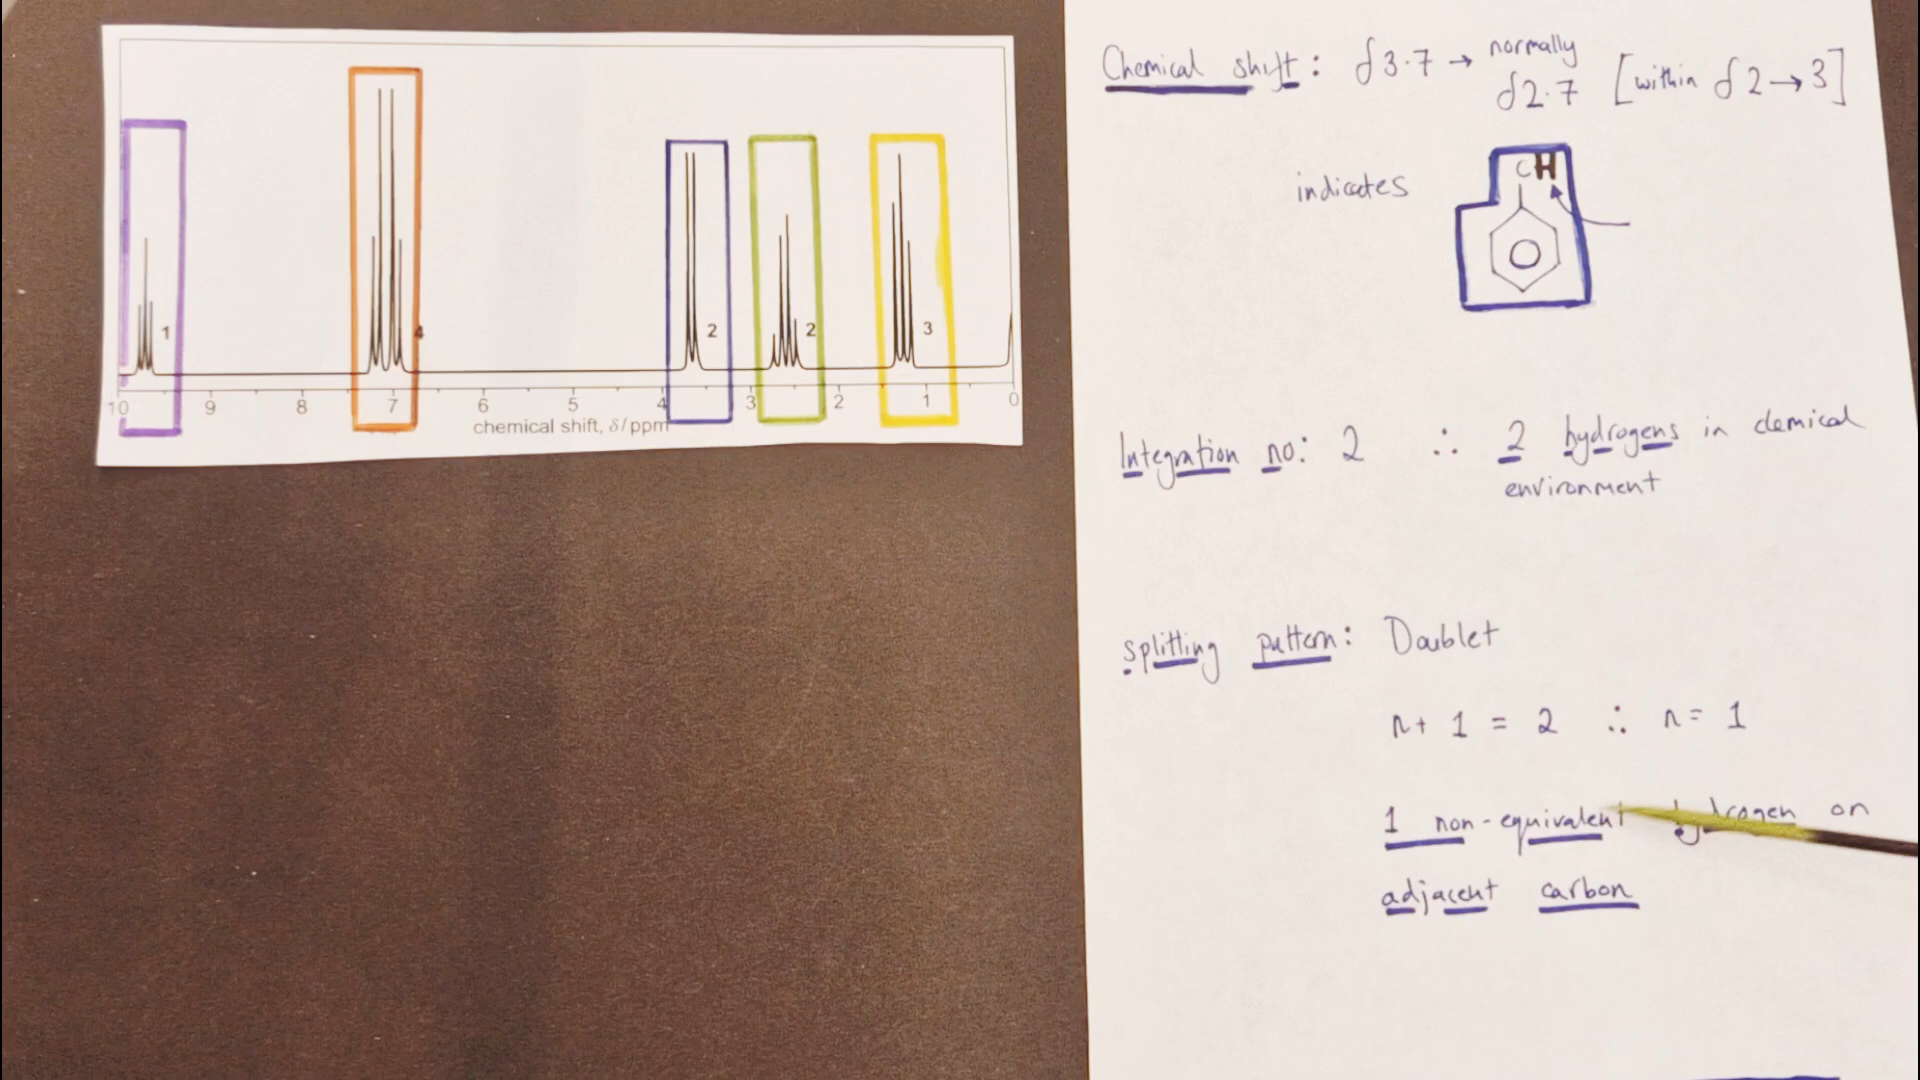 1
4
2
2
3
10 9 8 7 6 5 4 3 2 1 0
chemical shift, δ/ppm
Chemical shift: δ3.7 → normally
δ2.7 [within δ2→3]
indicates
CH
Integration no: 2 ∴ 2 hydrogens in chemical
environment
splitting pattern: Doublet
n+1 = 2 ∴ n= 1
1 non-equivalent hydrogen on
adjacent carbon